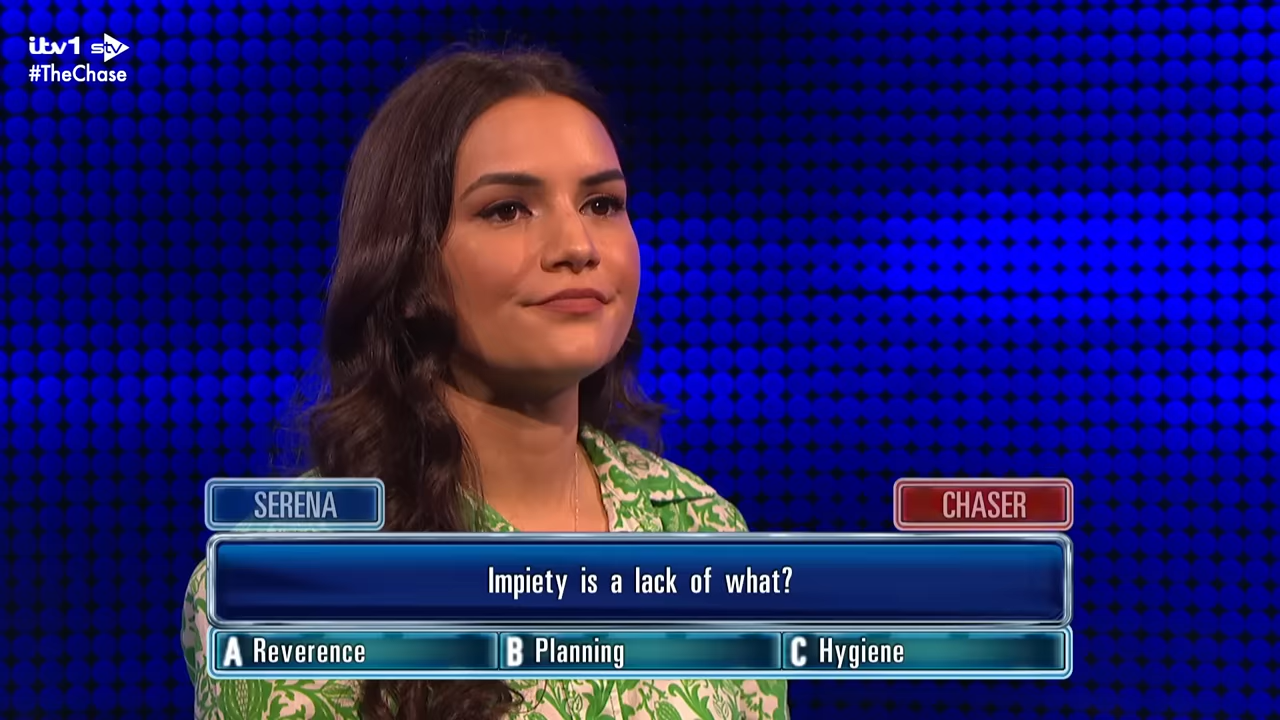 itv1 stv
#TheChase
SERENA
CHASER
Impiety is a lack of what?
A Reverence
B Planning
C Hygiene